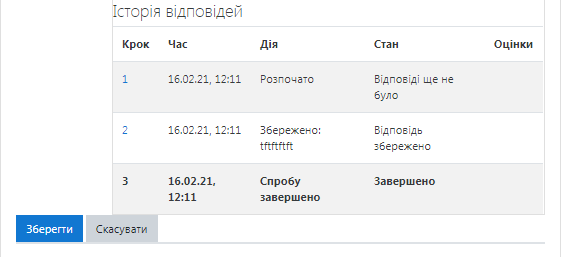 Історія відповідей
Крок Час Дія Стан Оцінки
1 16.02.21, 12:11 Розпочато Відповіді ще не
було
2 16.02.21, 12:11 Збережено: Відповідь
tftftftft збережено
3 16.02.21, Спробу Завершено
12:11 завершено
Зберегти Скасувати